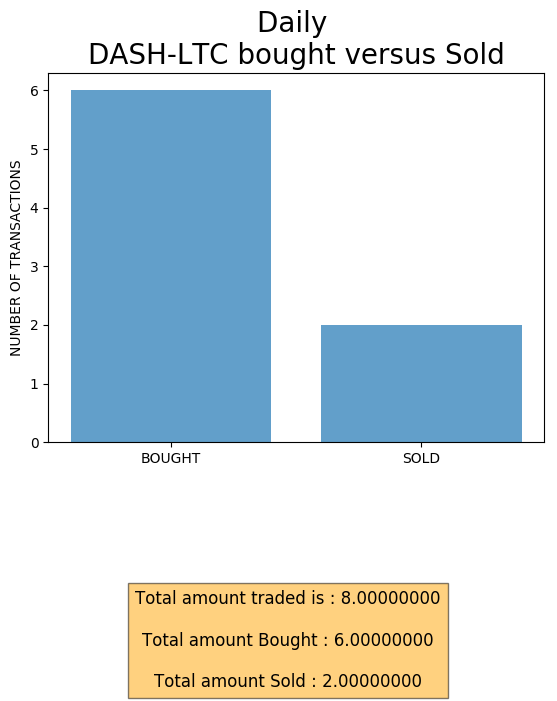 Daily
DASH-LTC bought versus Sold
NUMBER OF TRANSACTIONS
6
5
4
3
2
1
0
BOUGHT SOLD
Total amount traded is : 8.00000000
Total amount Bought : 6.00000000
Total amount Sold : 2.00000000